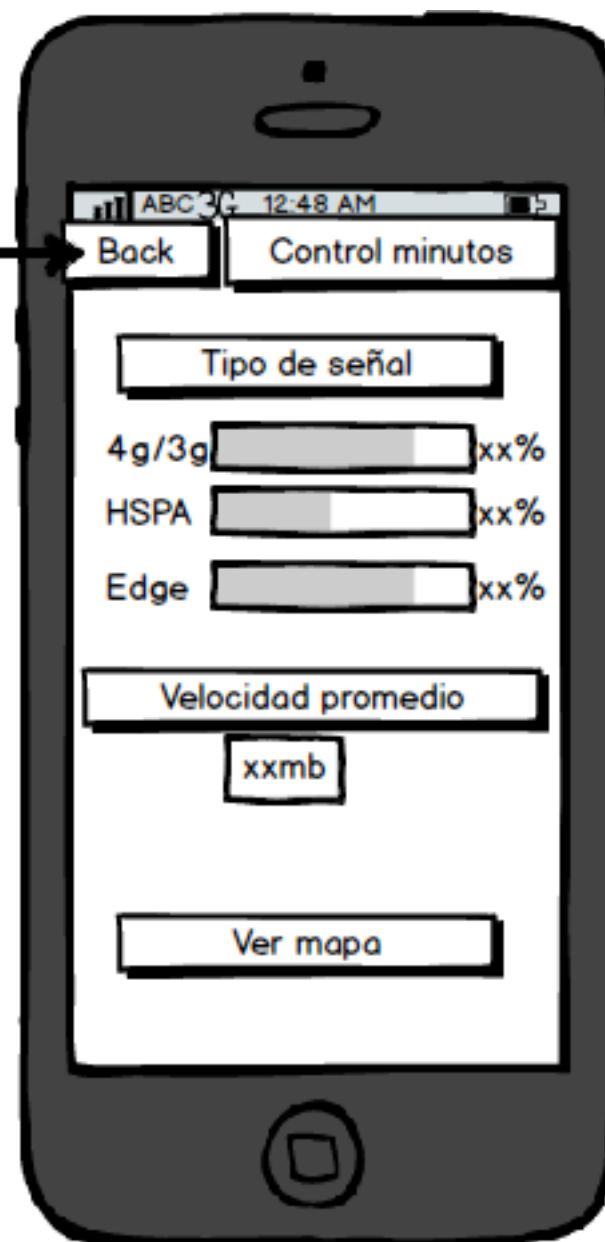 ABC 3G 12:48 AM
Back Control minutos
Tipo de señal
4g/3g xx%
HSPA xx%
Edge xx%
Velocidad promedio
xxmb
Ver mapa